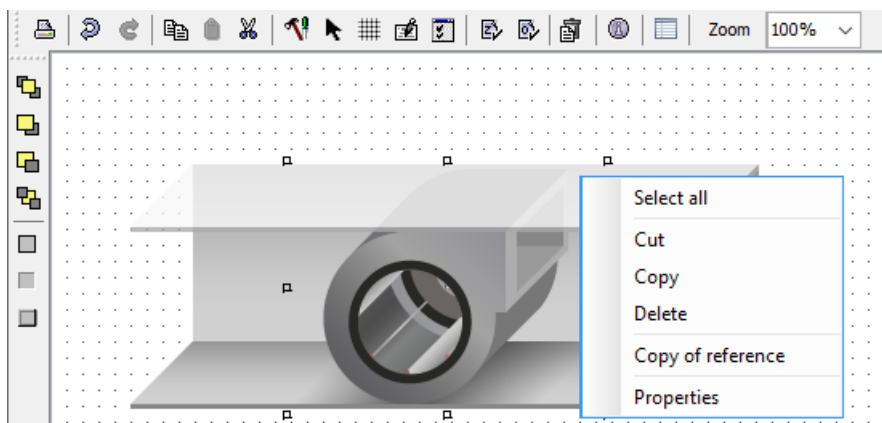 Zoom 100%
Select all
Cut
Copy
Delete
Copy of reference
Properties